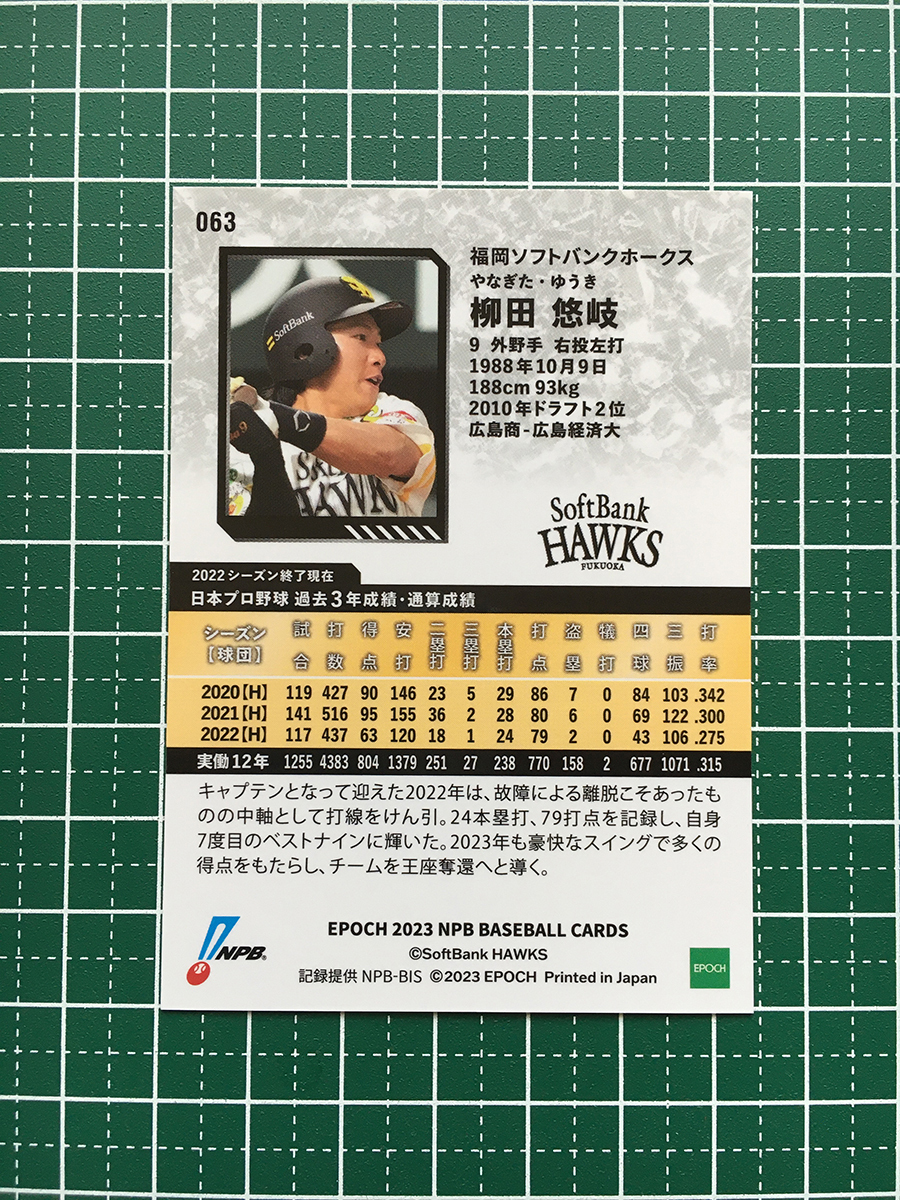 063
福岡ソフトバンクホークス
やなぎた・ゆうき
柳田 悠岐
9 外野手 右投左打
1988年10月9日
188cm 93kg
2010年ドラフト2位
広島商-広島経済大
SoftBank
SoftBank
HAWKS
FUKUOKA
2022シーズン終了現在
日本プロ野球 過去3年成績・通算成績
シーズン【球団】 試合 打数 得点 安打 二塁打 三塁打 本塁打 打点 盗塁 犠打 四球 三振 打率
2020【H】 119 427 90 146 23 5 29 86 7 0 84 103 .342
2021【H】 141 516 95 155 36 2 28 80 6 0 69 122 .300
2022【H】 117 437 63 120 18 1 24 79 2 0 43 106 .275
実働12年 1255 4383 804 1379 251 27 238 770 158 2 677 1071 .315
キャプテンとなって迎えた2022年は、故障による離脱こそあったも
のの中軸として打線をけん引。24本塁打、79打点を記録し、自身
7度目のベストナインに輝いた。2023年も豪快なスイングで多くの
得点をもたらし、チームを王座奪還へと導く。
NPB
EPOCH 2023 NPB BASEBALL CARDS
©SoftBank HAWKS
記録提供 NPB-BIS ©2023 EPOCH Printed in Japan
EPOCH